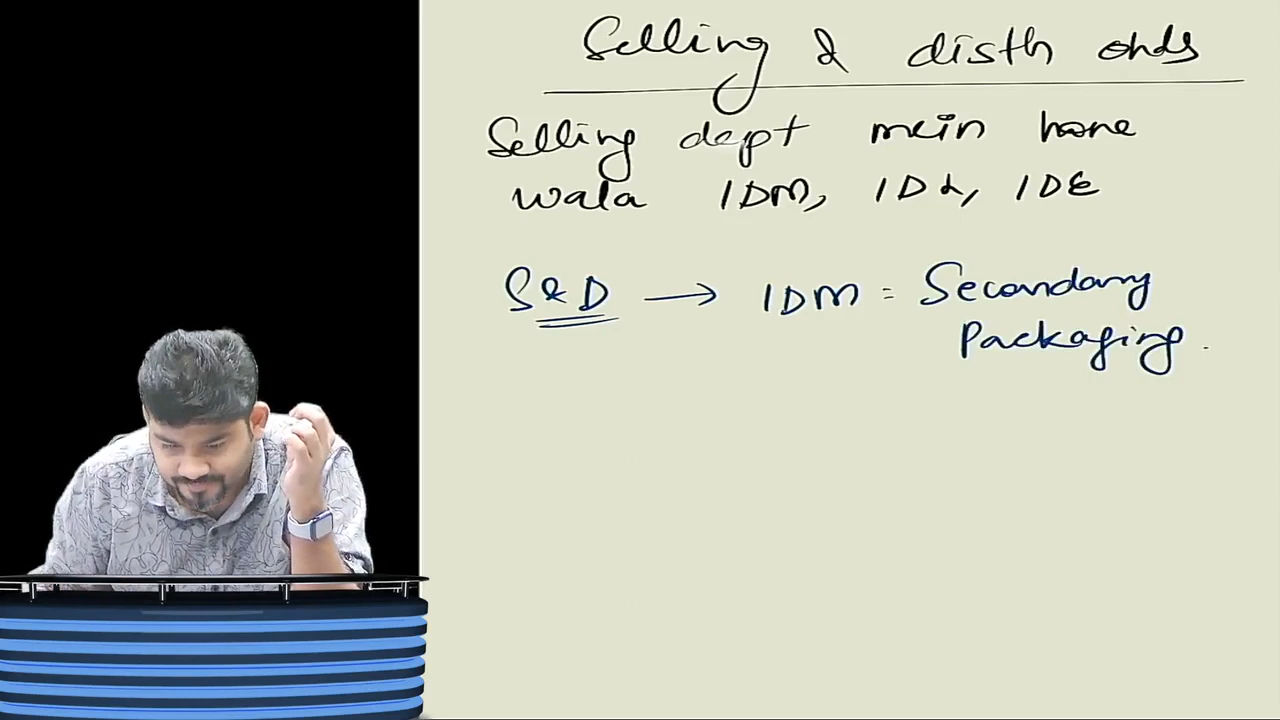 Selling & distn ohds
Selling dept mein hone
wala IDM, IDL, IDE
S&D → IDM = Secondary
Packaging.